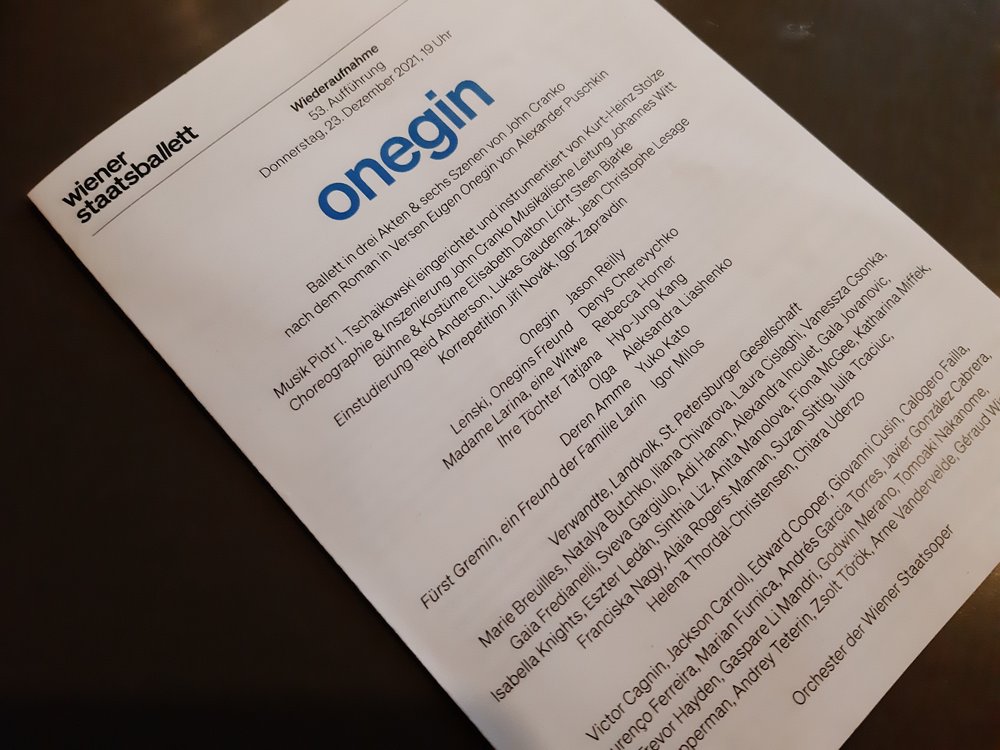 wiener
staatsballett
Wiederaufnahme
53. Aufführung
Donnerstag, 23. Dezember 2021, 19 Uhr
onegin
Ballett in drei Akten & sechs Szenen von John Cranko
nach dem Roman in Versen Eugen Onegin von Alexander Puschkin
Musik Piotr I. Tschaikowski eingerichtet und instrumentiert von Kurt-Heinz Stolze
Choreographie & Inszenierung John Cranko Musikalische Leitung Johannes Witt
Bühne & Kostüme Elisabeth Dalton Licht Steen Bjarke
Einstudierung Reid Anderson, Lukas Gaudernak, Jean Christophe Lesage
Korrepetition Jiří Novák, Igor Zapravdin
Onegin Jason Reilly
Lenski, Onegins Freund Denys Cherevychko
Madame Larina, eine Witwe Rebecca Horner
Ihre Töchter Tatjana Hyo-Jung Kang
Olga Aleksandra Liashenko
Deren Amme Yuko Kato
Fürst Gremin, ein Freund der Familie Larin Igor Milos
Verwandte, Landvolk, St. Petersburger Gesellschaft
Marie Breuilles, Natalya Butchko, Iliana Chivarova, Laura Cislaghi, Vanessza Csonka,
Gaia Fredianelli, Sveva Gargiulo, Adi Hanan, Alexandra Inculet, Gala Jovanovic,
Isabella Knights, Eszter Ledán, Sinthia Liz, Anita Manolova, Fiona McGee, Katharina Miffek,
Franciska Nagy, Alaia Rogers-Maman, Suzan Sittig, Iulia Tcaciuc,
Helena Thordal-Christensen, Chiara Uderzo
Victor Cagnin, Jackson Carroll, Edward Cooper, Giovanni Cusin, Calogero Failla,
Ferreira, Marian Furnica, Andrés Garcia Torres, Javier González Cabrera,
Trevor Hayden, Gaspare Li Mandri, Godwin Merano, Tomoaki Nakanome,
Andrey Teterin, Zsolt Török, Arne Vandervelde, Géraud
Orchester der Wiener Staatsoper